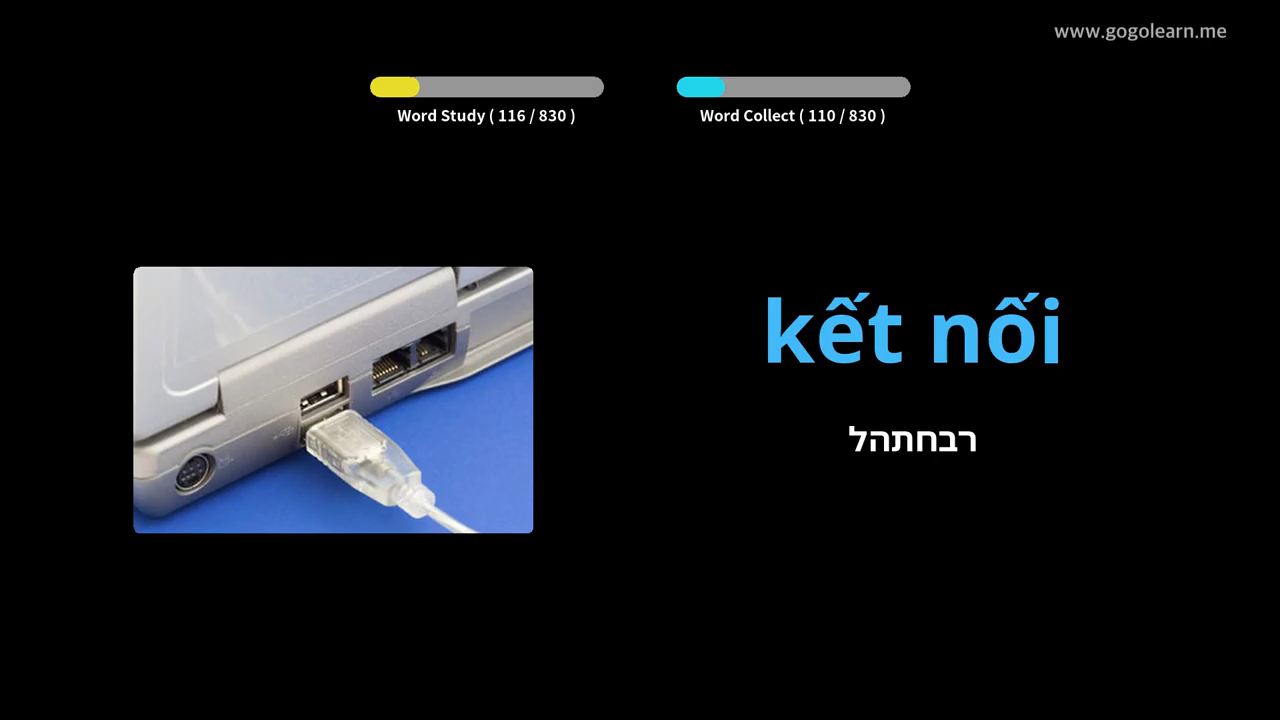 www.gogolearn.me
Word Study ( 116 / 830 )
Word Collect ( 110 / 830 )
kết nối
רבחתהל